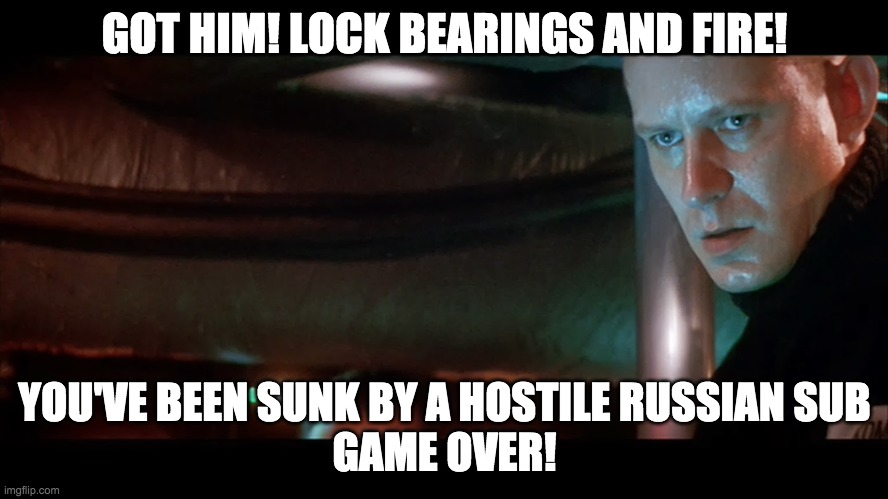 GOT HIM! LOCK BEARINGS AND FIRE!
YOU'VE BEEN SUNK BY A HOSTILE RUSSIAN SUB
GAME OVER!
imgflip.com